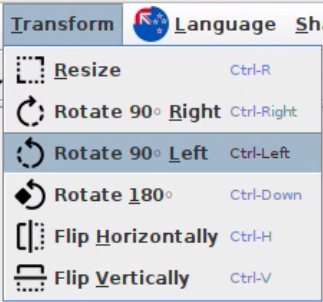 Transform Language Sh
Resize Ctrl-R
Rotate 90° Right Ctrl-Right
Rotate 90° Left Ctrl-Left
Rotate 180° Ctrl-Down
Flip Horizontally Ctrl-H
Flip Vertically Ctrl-V